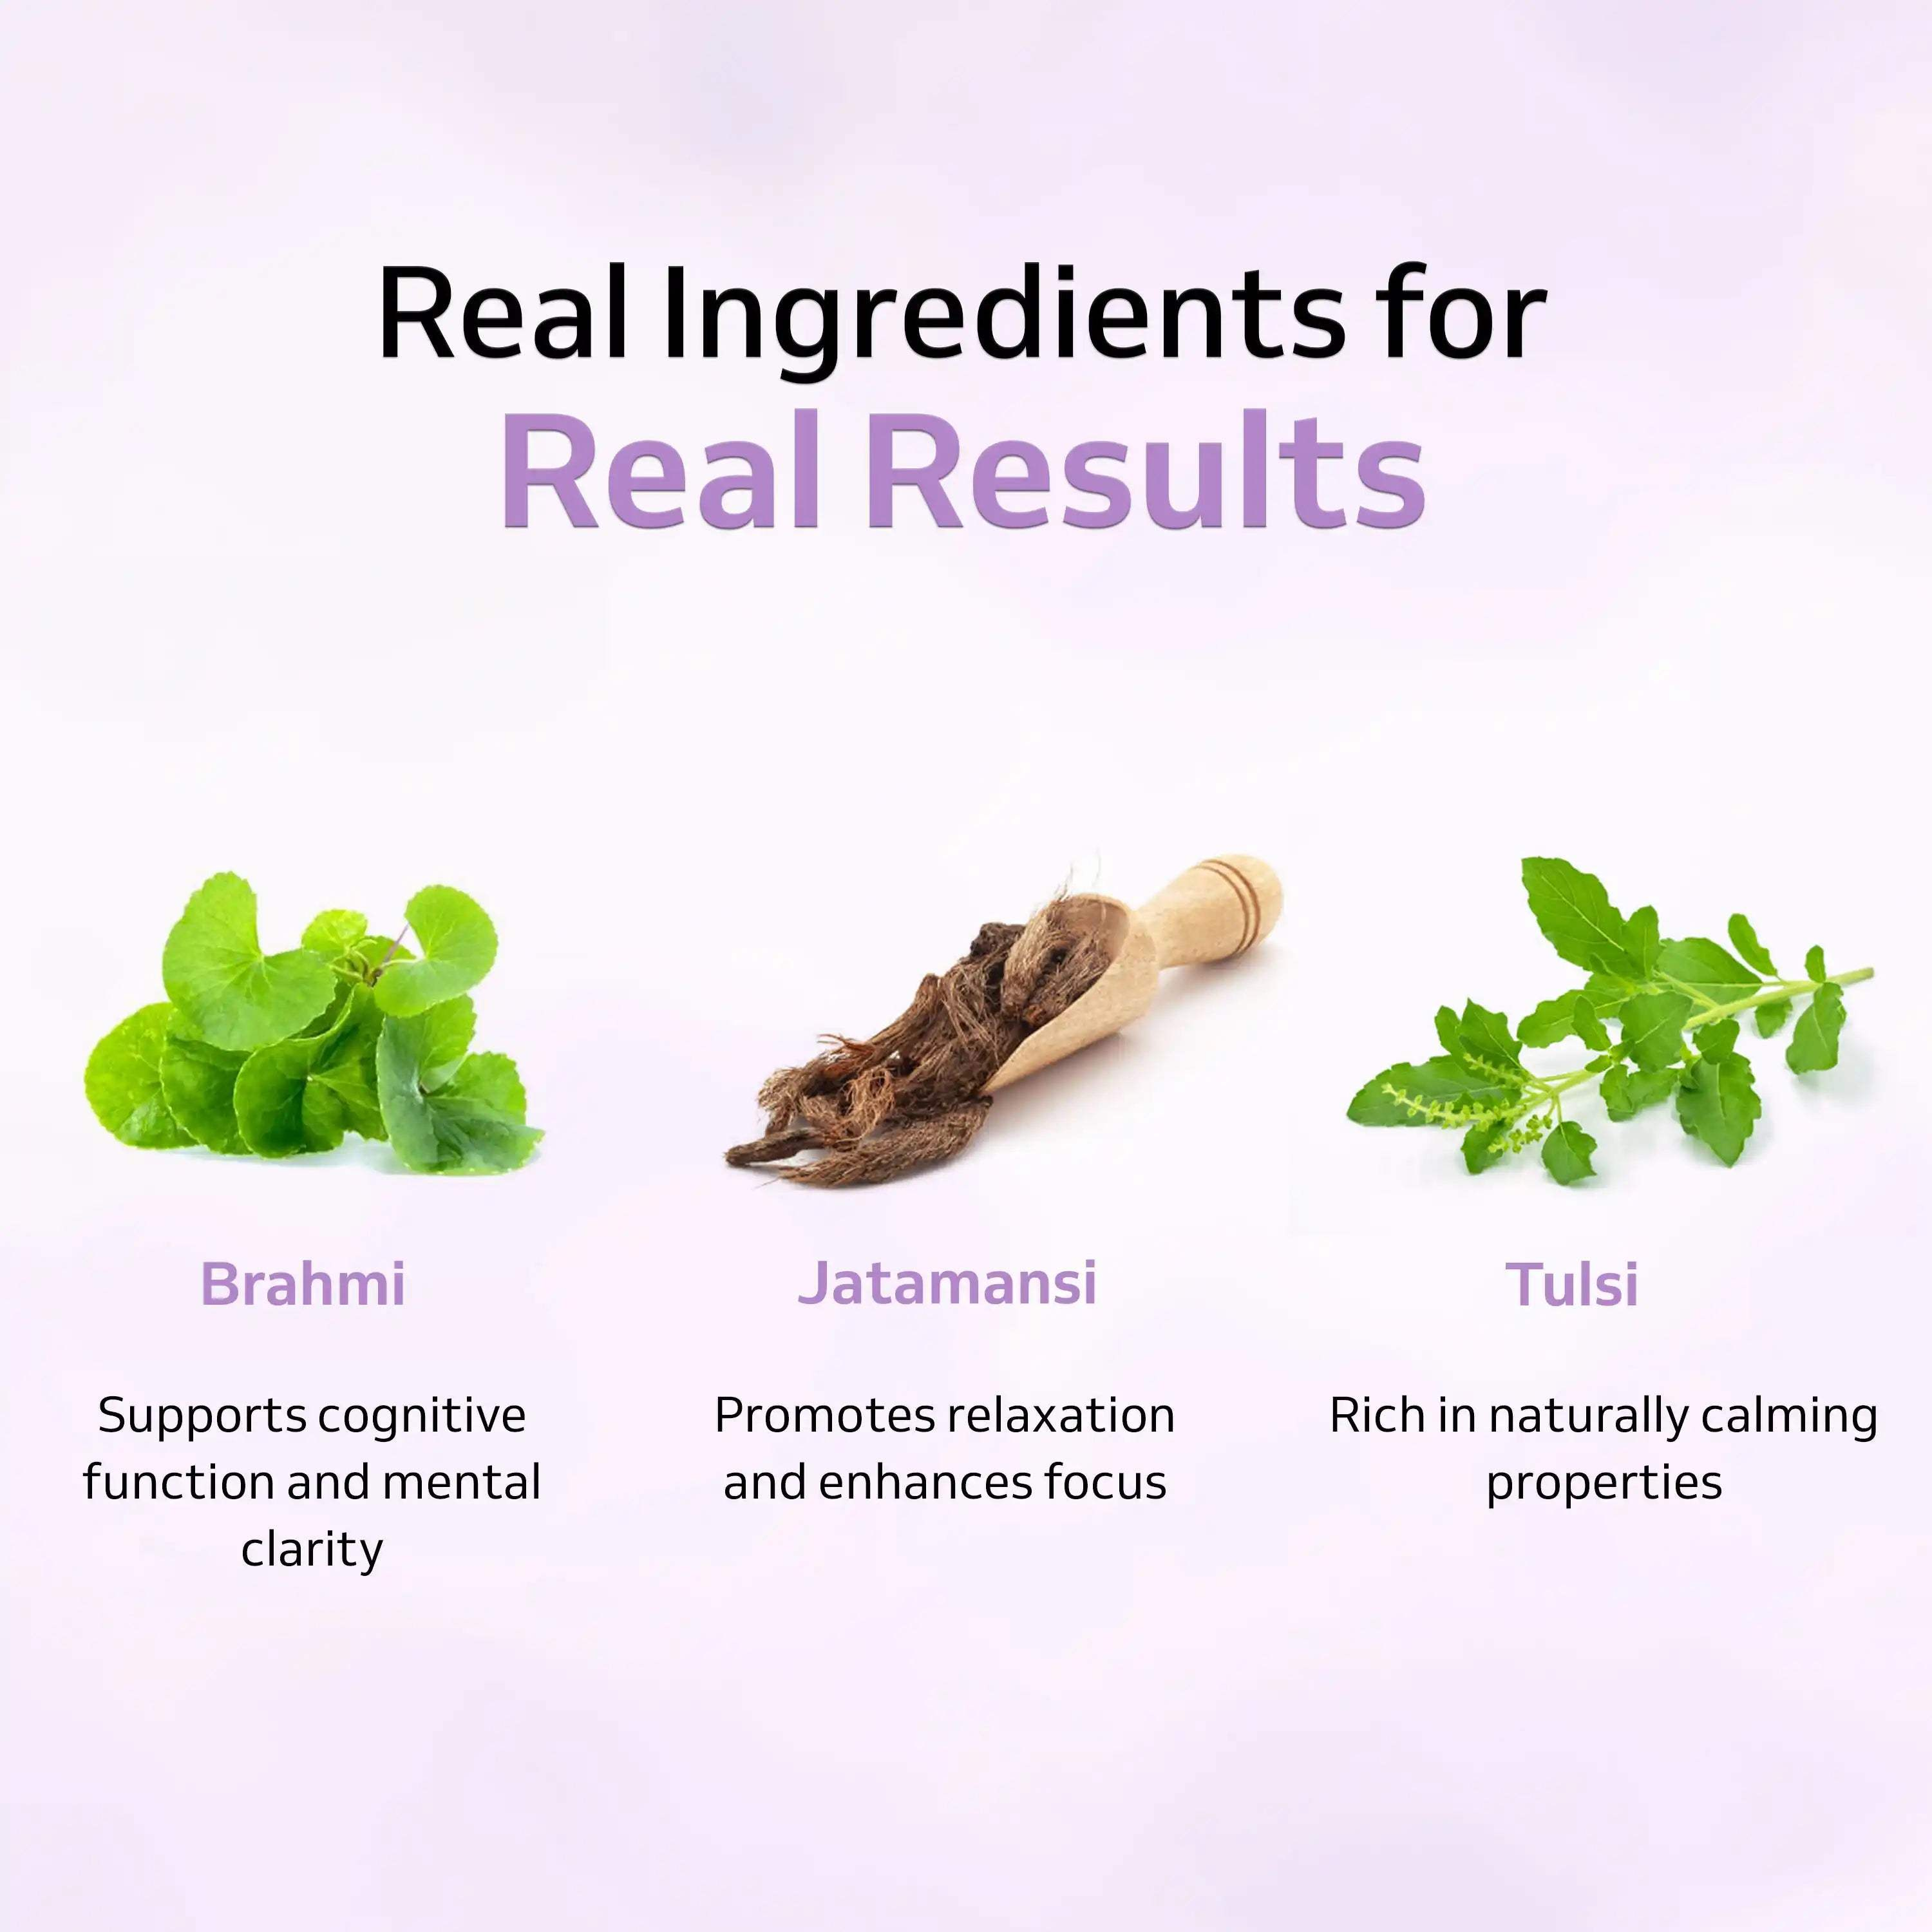 Real Ingredients for
Real Results
Brahmi
Supports cognitive
function and mental
clarity
Jatamansi
Promotes relaxation
and enhances focus
Tulsi
Rich in naturally calming
properties